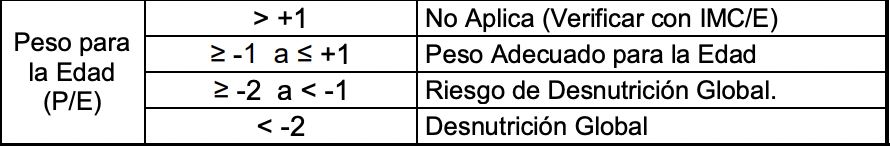 Peso para
la Edad
(P/E)
> +1
No Aplica (Verificar con IMC/E)
≥ -1 a ≤ +1
Peso Adecuado para la Edad
≥ -2 a < -1
Riesgo de Desnutrición Global.
< -2
Desnutrición Global